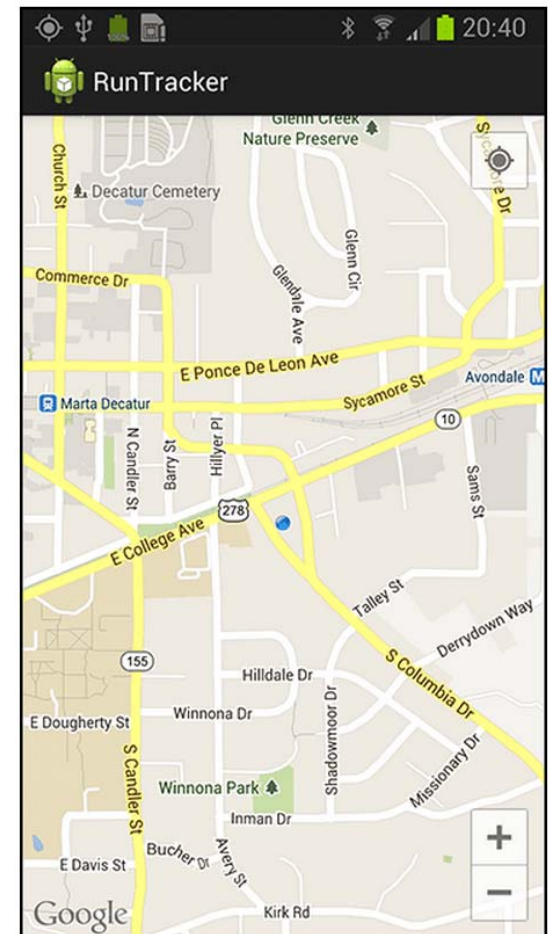 20:40
RunTracker
Glenn Creek
Nature Preserve
Sycamore Dr
Church St
Decatur Cemetery
Glenn Cir
Glendale Ave
Commerce Dr
E Ponce De Leon Ave
Sycamore St
Avondale M
Marta Decatur
10
N Candler St
Barry St
Hillyer Pl
Sams St
278
E College Ave
Talley St
Derrydown Way
155
S Columbia Dr
Hilldale Dr
Winnona Dr
E Dougherty St
Shadowmoor Dr
Missionary Dr
S Candler St
Winnona Park
Inman Dr
+
Bucher Dr
Avery St
E Davis St
−
Google
Kirk Rd